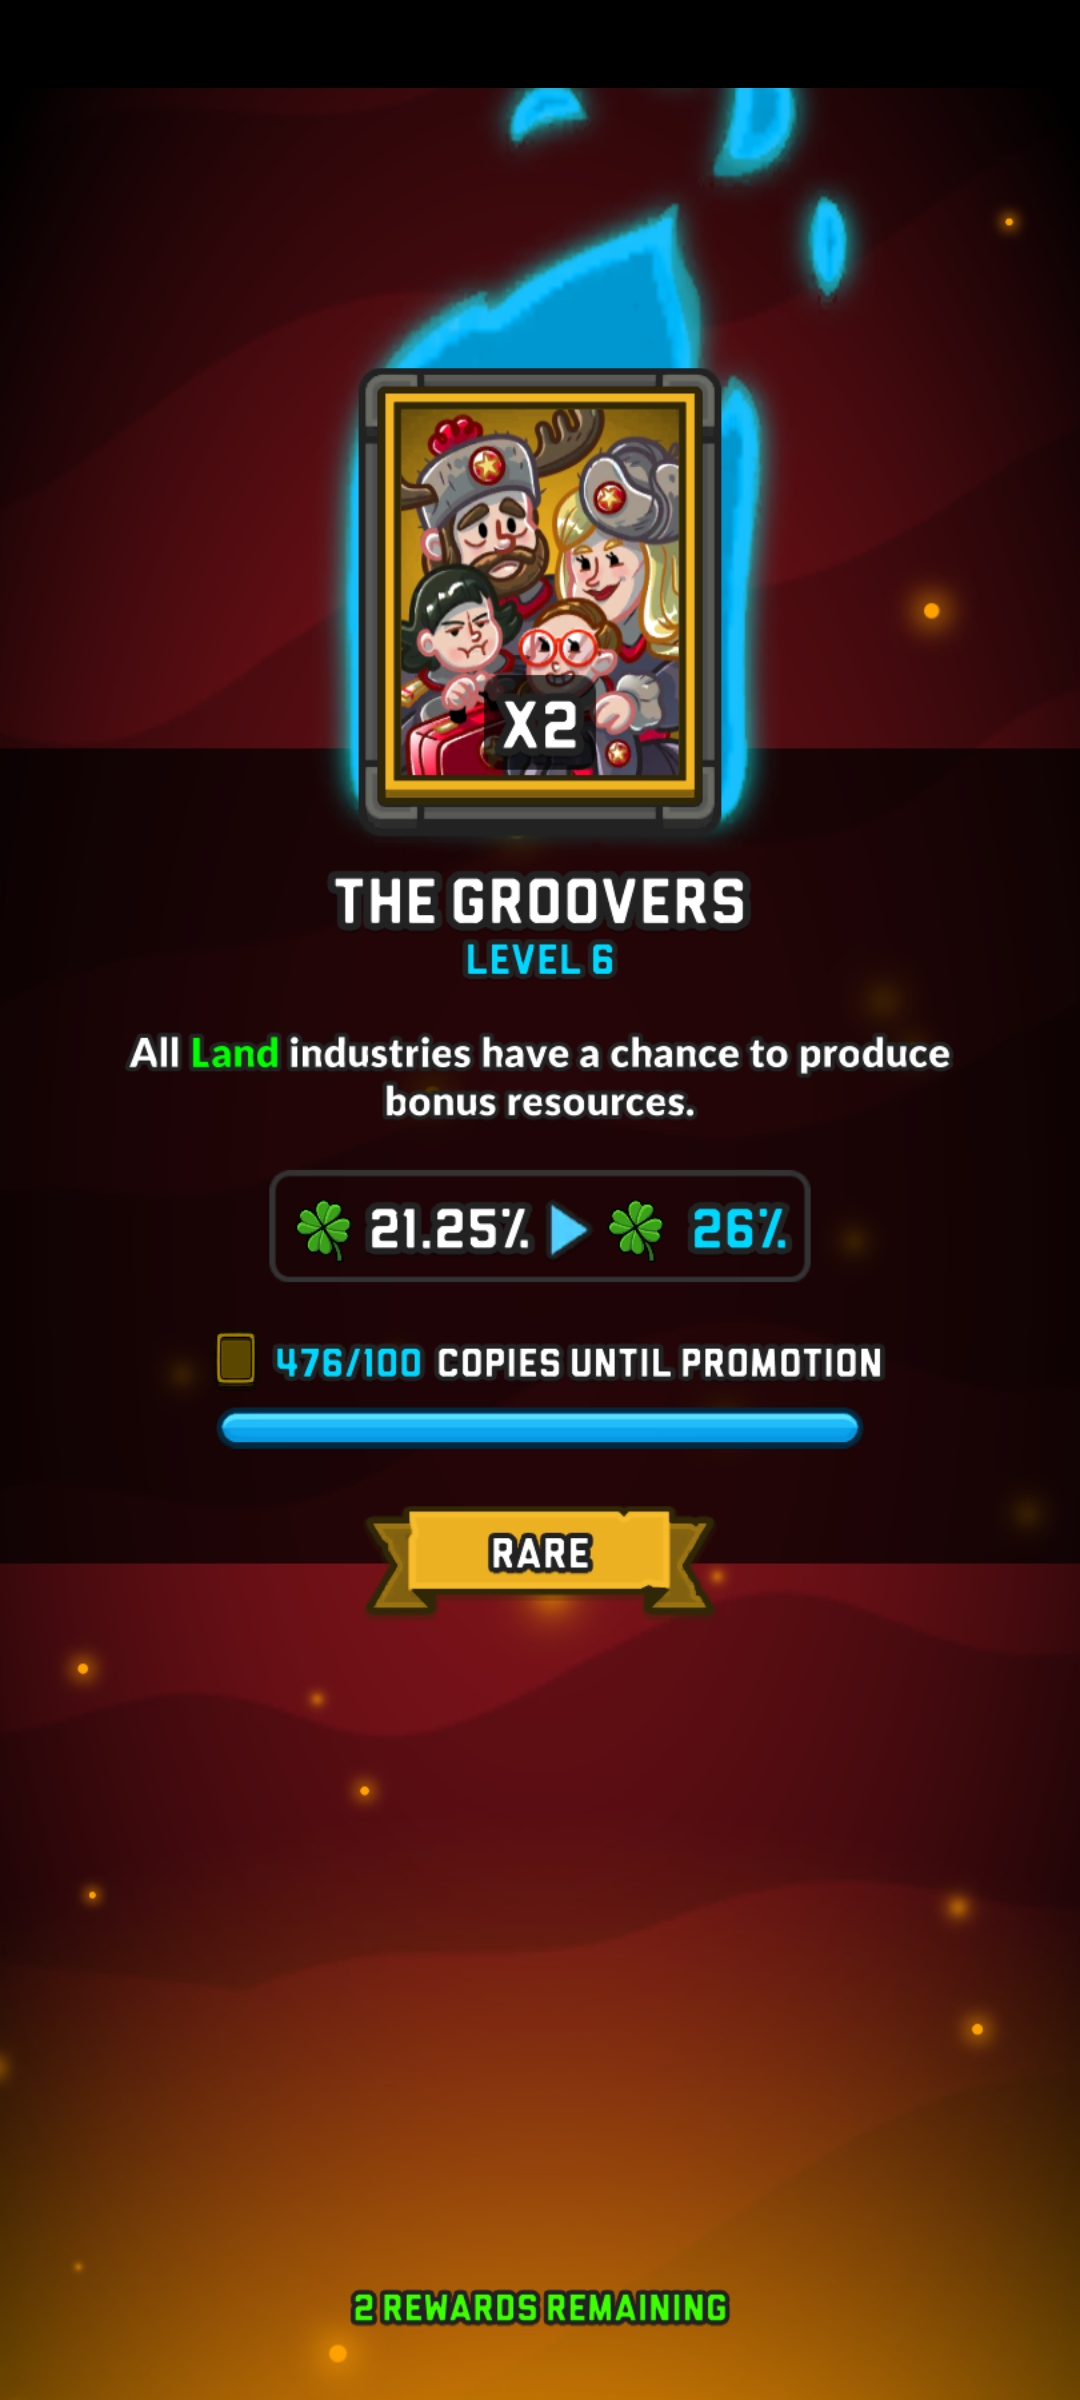 X2
THE GROOVERS
LEVEL 6
All Land industries have a chance to produce
bonus resources.
21.25% 26%
476/100 COPIES UNTIL PROMOTION
RARE
2 REWARDS REMAINING